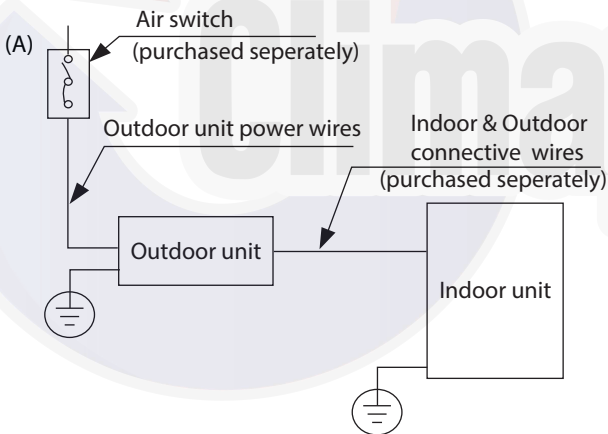 Air switch
(A)
(purchased seperately)
Outdoor unit power wires
Indoor & Outdoor
connective wires
(purchased seperately)
Outdoor unit
Indoor unit